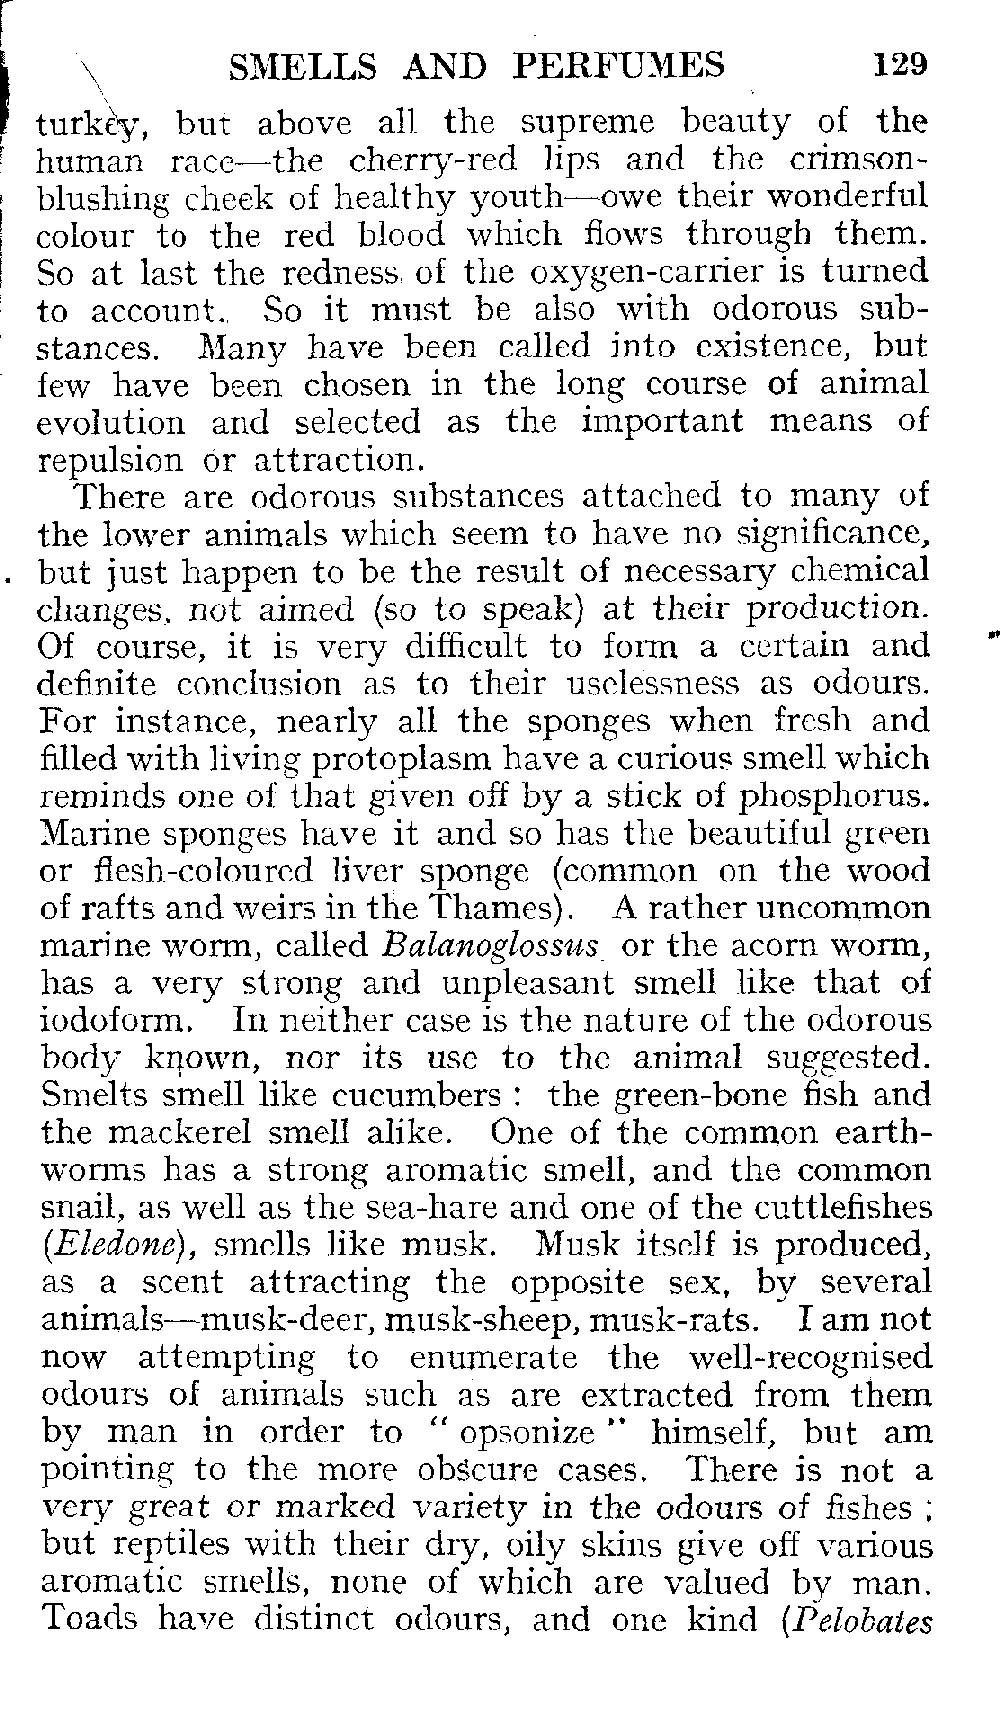 SMELLS AND PERFUMES 129
turkey, but above all the supreme beauty of the
human race—the cherry-red lips and the crimson-
blushing cheek of healthy youth—owe their wonderful
colour to the red blood which flows through them.
So at last the redness of the oxygen-carrier is turned
to account. So it must be also with odorous sub-
stances. Many have been called into existence, but
few have been chosen in the long course of animal
evolution and selected as the important means of
repulsion or attraction.
There are odorous substances attached to many of
the lower animals which seem to have no significance,
but just happen to be the result of necessary chemical
changes, not aimed (so to speak) at their production.
Of course, it is very difficult to form a certain and
definite conclusion as to their uselessness as odours.
For instance, nearly all the sponges when fresh and
filled with living protoplasm have a curious smell which
reminds one of that given off by a stick of phosphorus.
Marine sponges have it and so has the beautiful green
or flesh-coloured liver sponge (common on the wood
of rafts and weirs in the Thames). A rather uncommon
marine worm, called Balanoglossus or the acorn worm,
has a very strong and unpleasant smell like that of
iodoform. In neither case is the nature of the odorous
body known, nor its use to the animal suggested.
Smelts smell like cucumbers : the green-bone fish and
the mackerel smell alike. One of the common earth-
worms has a strong aromatic smell, and the common
snail, as well as the sea-hare and one of the cuttlefishes
(Eledone), smells like musk. Musk itself is produced,
as a scent attracting the opposite sex, by several
animals—musk-deer, musk-sheep, musk-rats. I am not
now attempting to enumerate the well-recognised
odours of animals such as are extracted from them
by man in order to “ opsonize ” himself, but am
pointing to the more obscure cases. There is not a
very great or marked variety in the odours of fishes ;
but reptiles with their dry, oily skins give off various
aromatic smells, none of which are valued by man.
Toads have distinct odours, and one kind (Pelobates